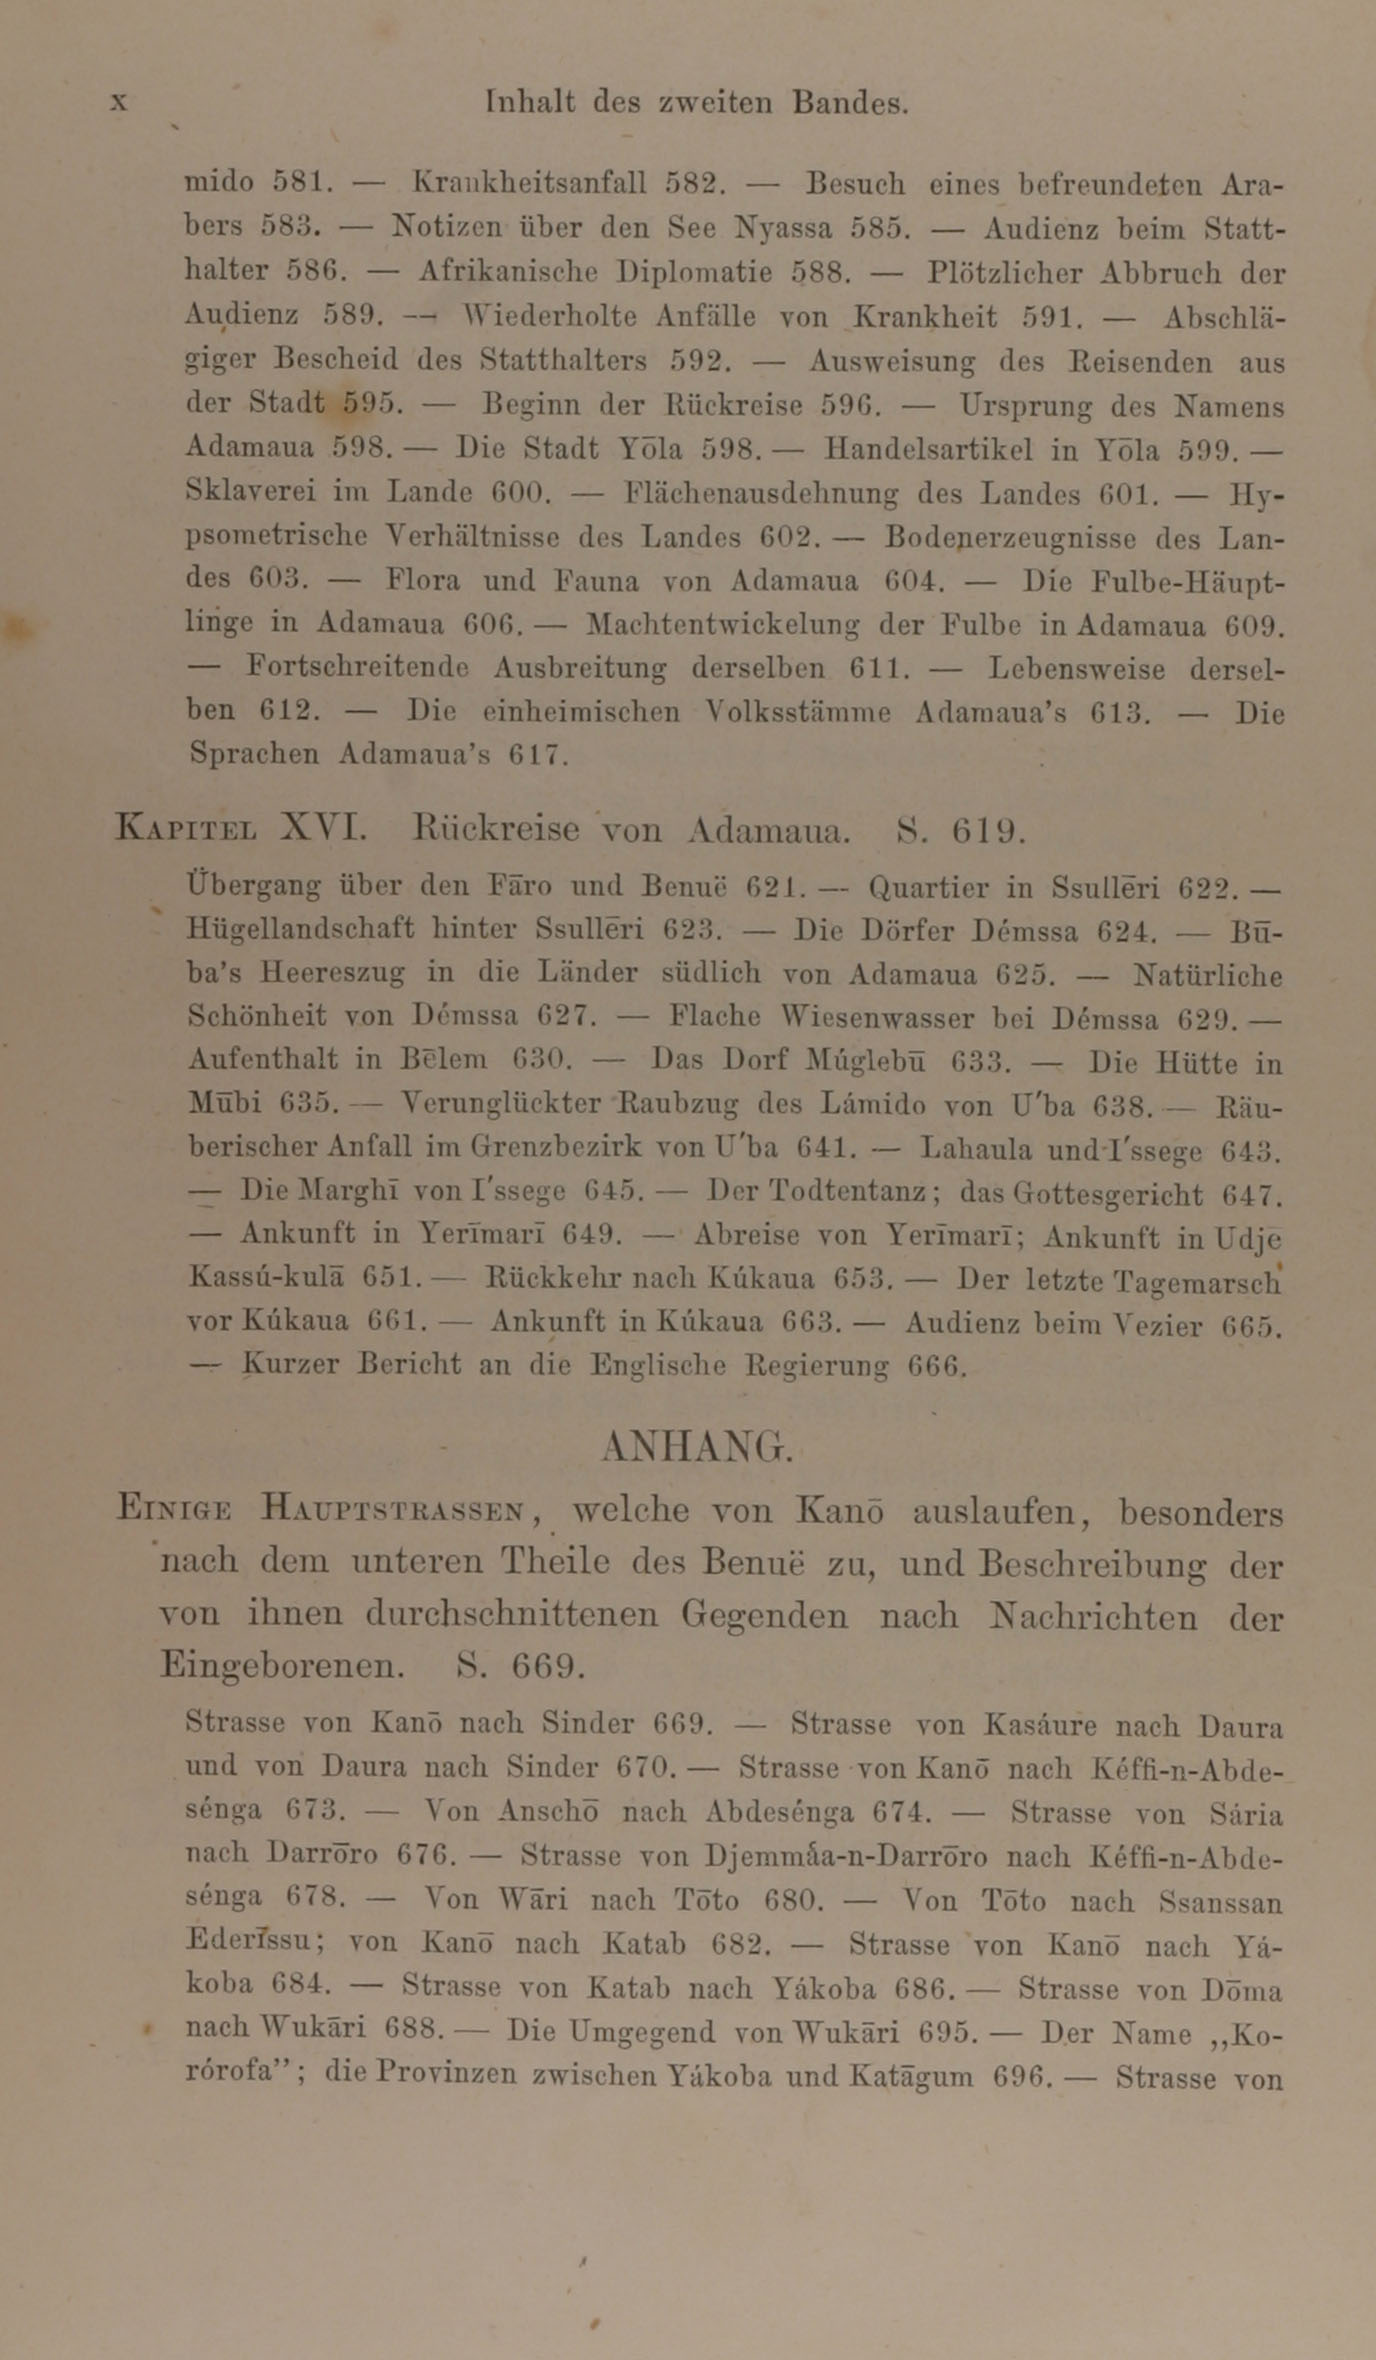 x Inhalt des zweiten Bandes.
mido 581. — Krankheitsanfall 582. — Besuch eines befreundeten Ara-
bers 583. — Notizen über den See Nyassa 585. — Audienz beim Statt-
halter 586. — Afrikanische Diplomatie 588. — Plötzlicher Abbruch der
Audienz 589. — Wiederholte Anfälle von Krankheit 591. — Abschlä-
giger Bescheid des Statthalters 592. — Ausweisung des Reisenden aus
der Stadt 595. — Beginn der Rückreise 596. — Ursprung des Namens
Adamaua 598. — Die Stadt Yōla 598. — Handelsartikel in Yōla 599. —
Sklaverei im Lande 600. — Flächenausdehnung des Landes 601. — Hy-
psometrische Verhältnisse des Landes 602. — Bodenerzeugnisse des Lan-
des 603. — Flora und Fauna von Adamaua 604. — Die Fulbe-Häupt-
linge in Adamaua 606. — Machtentwickelung der Fulbe in Adamaua 609.
— Fortschreitende Ausbreitung derselben 611. — Lebensweise dersel-
ben 612. — Die einheimischen Volksstämme Adamaua's 613. — Die
Sprachen Adamaua's 617.
KAPITEL XVI. Rückreise von Adamaua. S. 619.
Übergang über den Fāro und Benuë 621. — Quartier in Ssullēri 622. —
Hügellandschaft hinter Ssullēri 623. — Die Dörfer Démssa 624. — Bū-
ba's Heereszug in die Länder südlich von Adamaua 625. — Natürliche
Schönheit von Démssa 627. — Flache Wiesenwasser bei Démssa 629. —
Aufenthalt in Bēlem 630. — Das Dorf Múglebū 633. — Die Hütte in
Mūbi 635. — Verunglückter Raubzug des Lámido von U'ba 638. — Räu-
berischer Anfall im Grenzbezirk von U'ba 641. — Lahaula und I'ssege 643.
— Die Marghī von I'ssege 645. — Der Todtentanz; das Gottesgericht 647.
— Ankunft in Yerīmarī 649. — Abreise von Yerīmarī; Ankunft in Udjē
Kassú-kulā 651. — Rückkehr nach Kúkaua 653. — Der letzte Tagemarsch
vor Kúkaua 661. — Ankunft in Kúkaua 663. — Audienz beim Vezier 665.
— Kurzer Bericht an die Englische Regierung 666.
ANHANG.
EINIGE HAUPTSTRASSEN, welche von Kanō auslaufen, besonders
nach dem unteren Theile des Benuë zu, und Beschreibung der
von ihnen durchschnittenen Gegenden nach Nachrichten der
Eingeborenen. S. 669.
Strasse von Kanō nach Sinder 669. — Strasse von Kasáure nach Daura
und von Daura nach Sinder 670. — Strasse von Kanō nach Kéffi-n-Abde-
sénga 673. — Von Anschō nach Abdesénga 674. — Strasse von Sária
nach Darrōro 676. — Strasse von Djemmåa-n-Darrōro nach Kéffi-n-Abde-
sénga 678. — Von Wāri nach Tōto 680. — Von Tōto nach Ssanssan
Ederīssu; von Kanō nach Katab 682. — Strasse von Kanō nach Yá-
koba 684. — Strasse von Katab nach Yákoba 686. — Strasse von Dōma
nach Wukāri 688. — Die Umgegend von Wukāri 695. — Der Name „Ko-
rórofa”; die Provinzen zwischen Yákoba und Katāgum 696. — Strasse von